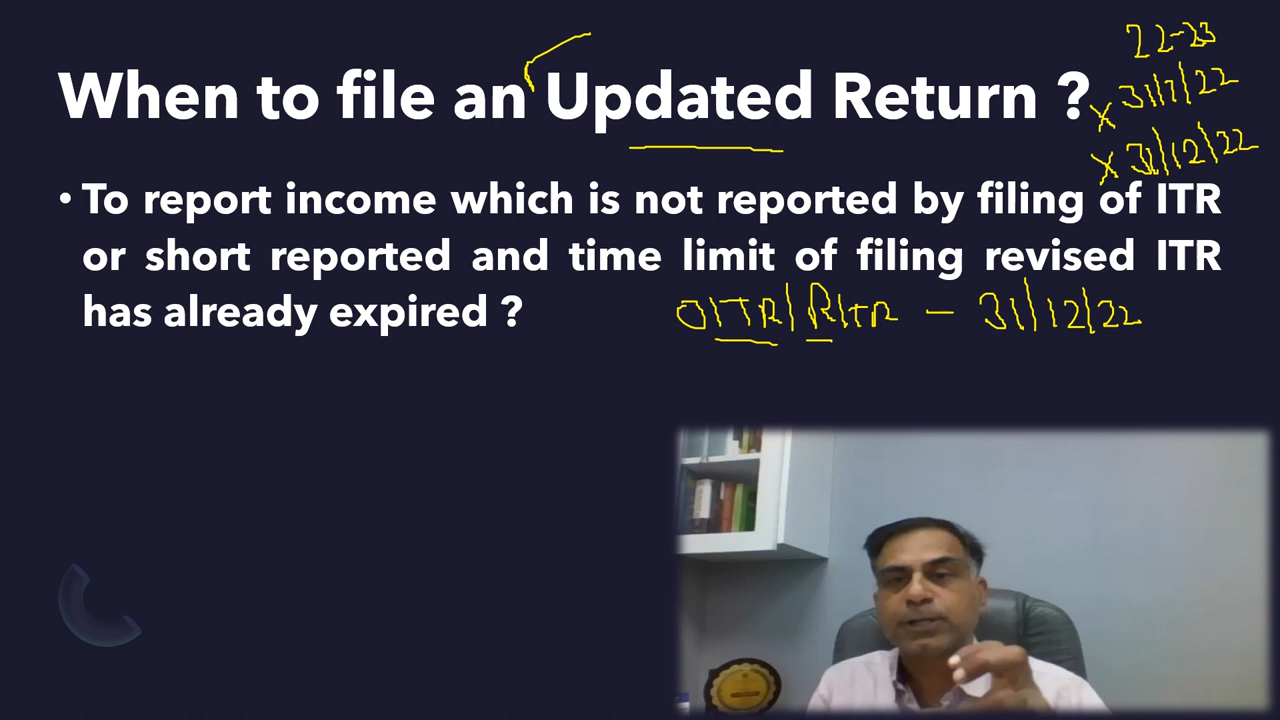 22-23
When to file an Updated Return ?
x 31/7/22
x 31/12/22
• To report income which is not reported by filing of ITR
or short reported and time limit of filing revised ITR
has already expired ?
OITR/RITR - 31/12/22